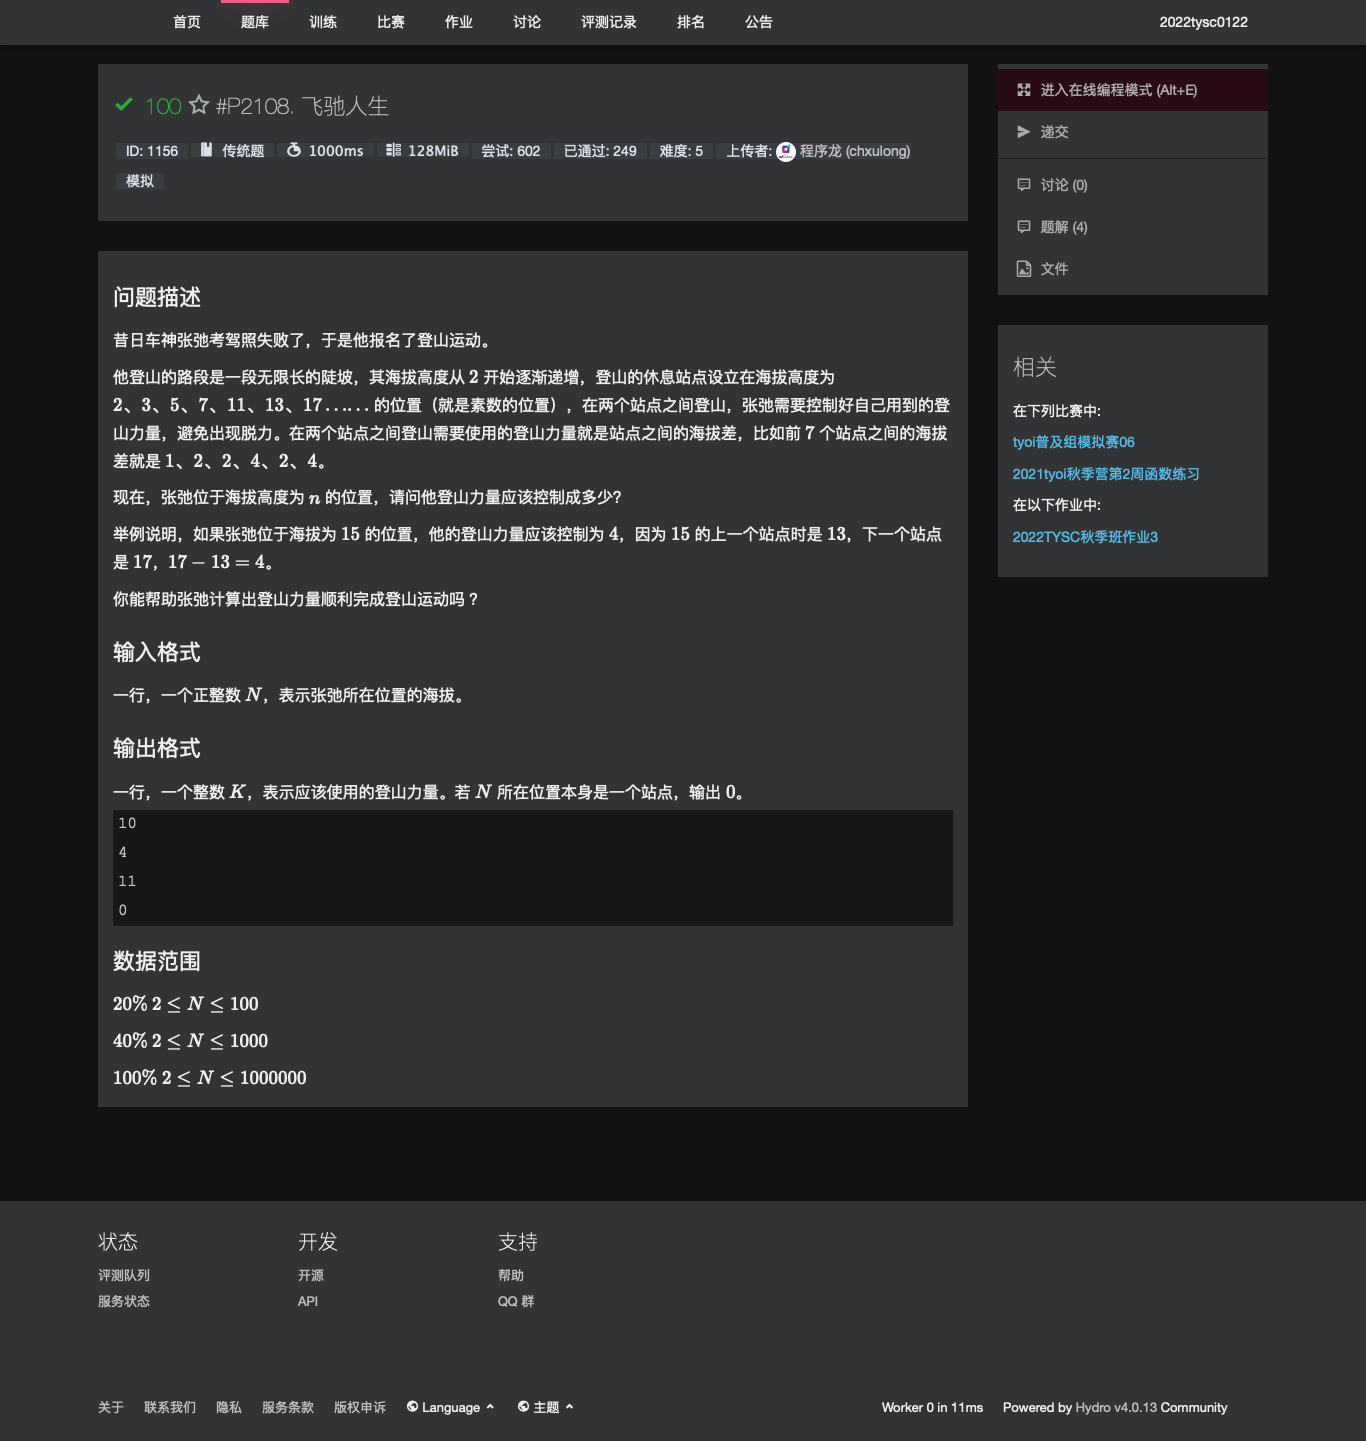 首页 题库 训练 比赛 作业 讨论 评测记录 排名 公告 2022tysc0122
100 #P2108. 飞驰人生
ID: 1156 传统题 1000ms 128MiB 尝试: 602 已通过: 249 难度: 5 上传者: 程序龙 (chxulong)
模拟
问题描述
昔日车神张弛考驾照失败了，于是他报名了登山运动。
他登山的路段是一段无限长的陡坡，其海拔高度从 2 开始逐渐递增，登山的休息站点设立在海拔高度为
2、3、5、7、11、13、17…… 的位置（就是素数的位置），在两个站点之间登山，张弛需要控制好自己用到的登
山力量，避免出现脱力。在两个站点之间登山需要使用的登山力量就是站点之间的海拔差，比如前 7 个站点之间的海拔
差就是 1、2、2、4、2、4。
现在，张弛位于海拔高度为 n 的位置，请问他登山力量应该控制成多少?
举例说明，如果张弛位于海拔为 15 的位置，他的登山力量应该控制为 4，因为 15 的上一个站点时是 13，下一个站点
是 17，17 − 13 = 4。
你能帮助张弛计算出登山力量顺利完成登山运动吗？
输入格式
一行，一个正整数 N，表示张弛所在位置的海拔。
输出格式
一行，一个整数 K，表示应该使用的登山力量。若 N 所在位置本身是一个站点，输出 0。
10
4
11
0
数据范围
20% 2 ≤ N ≤ 100
40% 2 ≤ N ≤ 1000
100% 2 ≤ N ≤ 1000000
进入在线编程模式 (Alt+E)
递交
讨论 (0)
题解 (4)
文件
相关
在下列比赛中:
tyoi普及组模拟赛06
2021tyoi秋季营第2周函数练习
在以下作业中:
2022TYSC秋季班作业3
状态 开发 支持
评测队列 开源 帮助
服务状态 API QQ 群
关于 联系我们 隐私 服务条款 版权申诉 Language 主题 Worker 0 in 11ms Powered by Hydro v4.0.13 Community